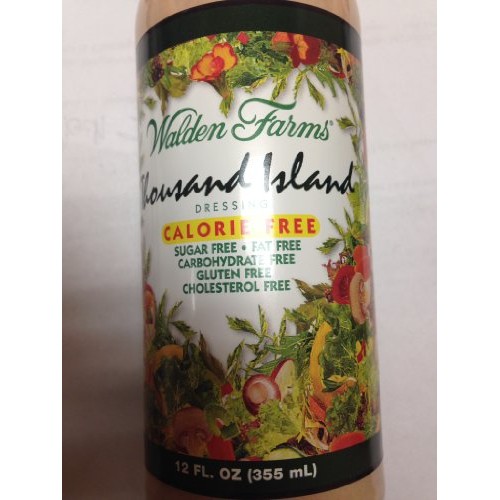 Walden Farms®
Thousand Island
DRESSING
CALORIE FREE
SUGAR FREE • FAT FREE
CARBOHYDRATE FREE
GLUTEN FREE
CHOLESTEROL FREE
12 FL. OZ (355 mL)